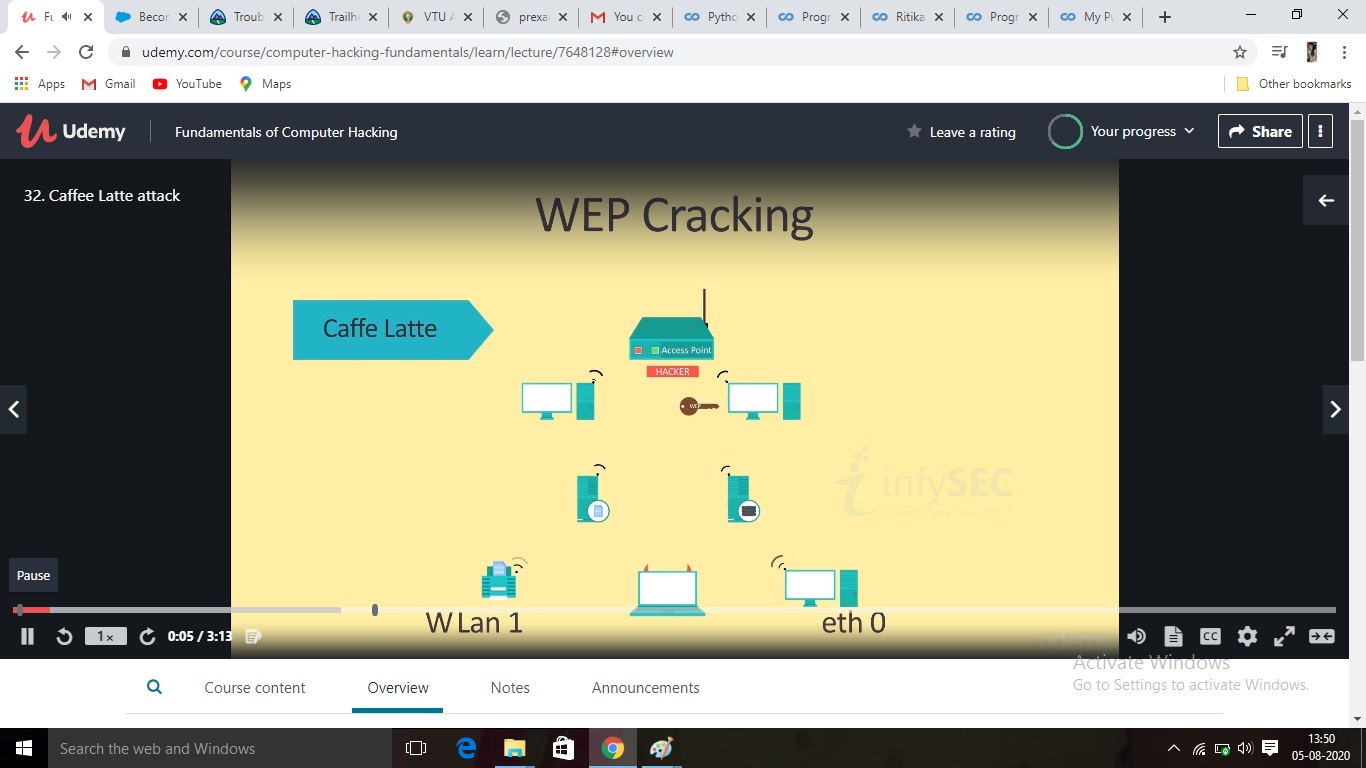 Fu
Becor
Troub
Trailhe
VTU A
prexar
You c
Pytho
Progr
Ritika
Progr
My Pu
udemy.com/course/computer-hacking-fundamentals/learn/lecture/7648128#overview
Apps
Gmail
YouTube
Maps
Other bookmarks
Udemy
Fundamentals of Computer Hacking
Leave a rating
Your progress
Share
32. Caffee Latte attack
WEP Cracking
Caffe Latte
Access Point
HACKER
WEP
infySEC
W Lan 1
eth 0
Pause
1x
0:05 / 3:13
udemy
CC
Activate Windows
Go to Settings to activate Windows.
Course content
Overview
Notes
Announcements
Search the web and Windows
13:50
05-08-2020